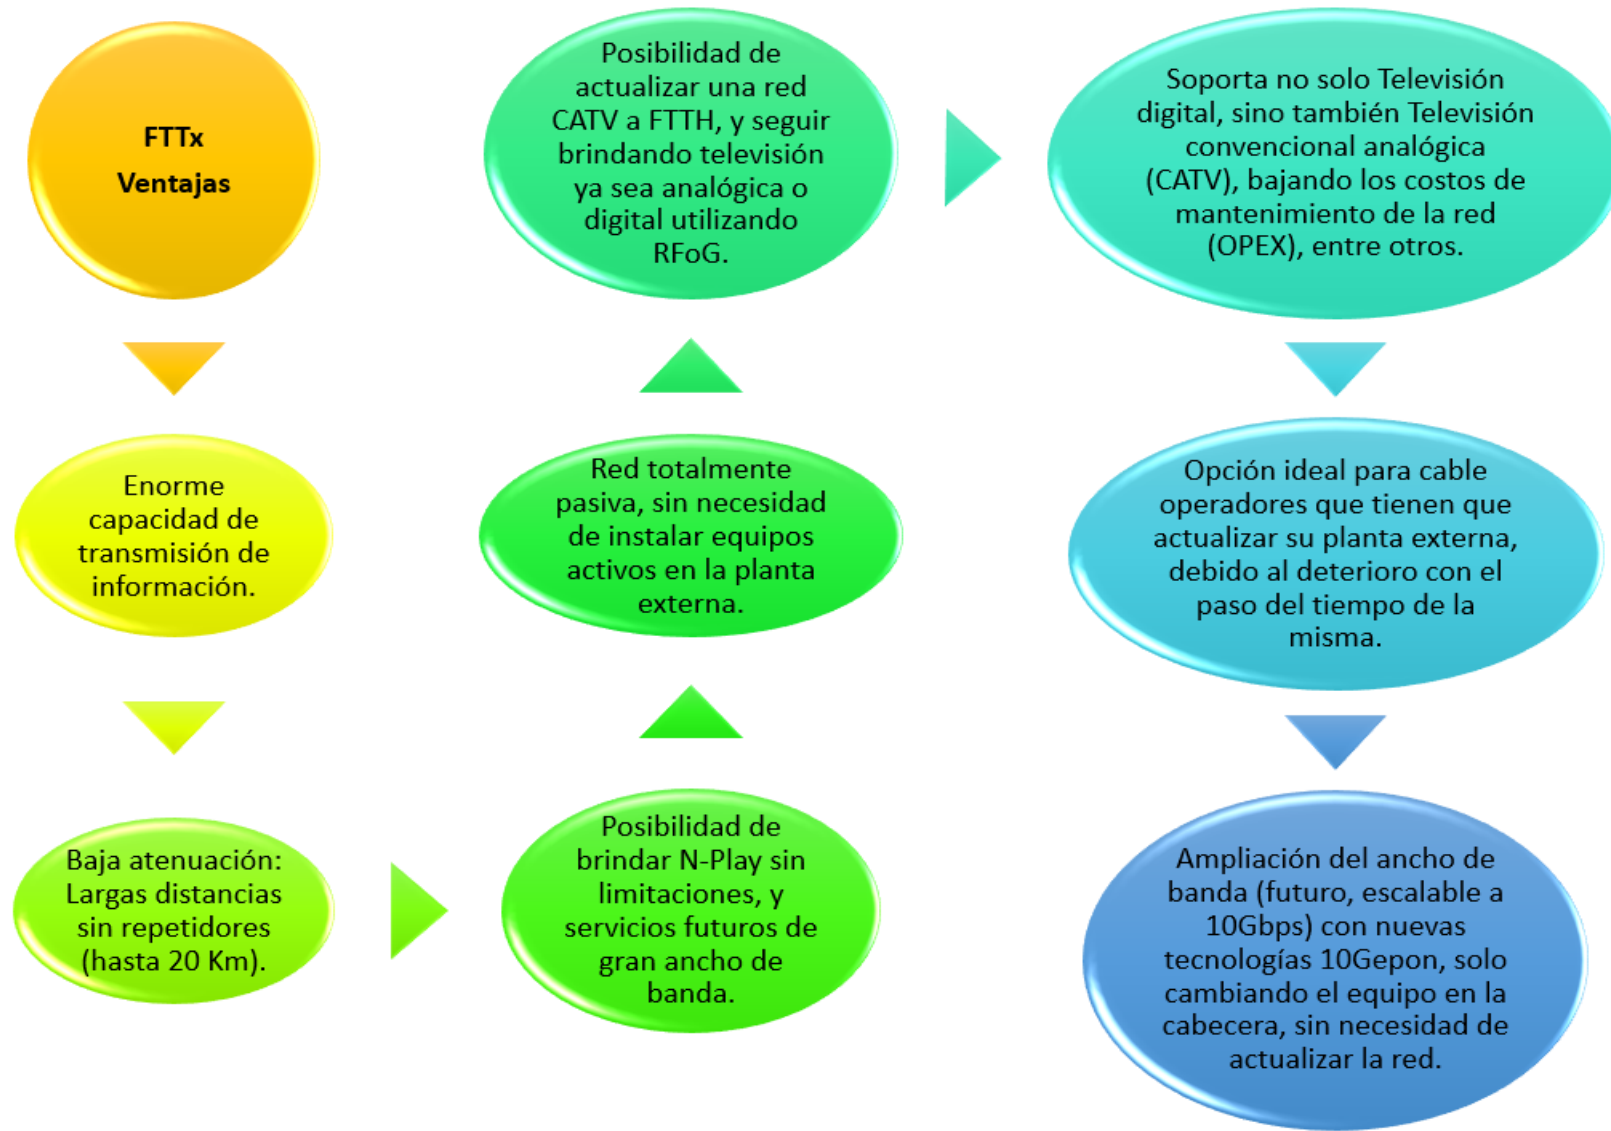 FTTx
Ventajas
Enorme
capacidad de
transmisión de
información.
Baja atenuación:
Largas distancias
sin repetidores
(hasta 20 Km).
Posibilidad de
brindar N-Play sin
limitaciones, y
servicios futuros de
gran ancho de
banda.
Red totalmente
pasiva, sin necesidad
de instalar equipos
activos en la planta
externa.
Posibilidad de
actualizar una red
CATV a FTTH, y seguir
brindando televisión
ya sea analógica o
digital utilizando
RFoG.
Soporta no solo Televisión
digital, sino también Televisión
convencional analógica
(CATV), bajando los costos de
mantenimiento de la red
(OPEX), entre otros.
Opción ideal para cable
operadores que tienen que
actualizar su planta externa,
debido al deterioro con el
paso del tiempo de la
misma.
Ampliación del ancho de
banda (futuro, escalable a
10Gbps) con nuevas
tecnologías 10Gepon, solo
cambiando el equipo en la
cabecera, sin necesidad de
actualizar la red.